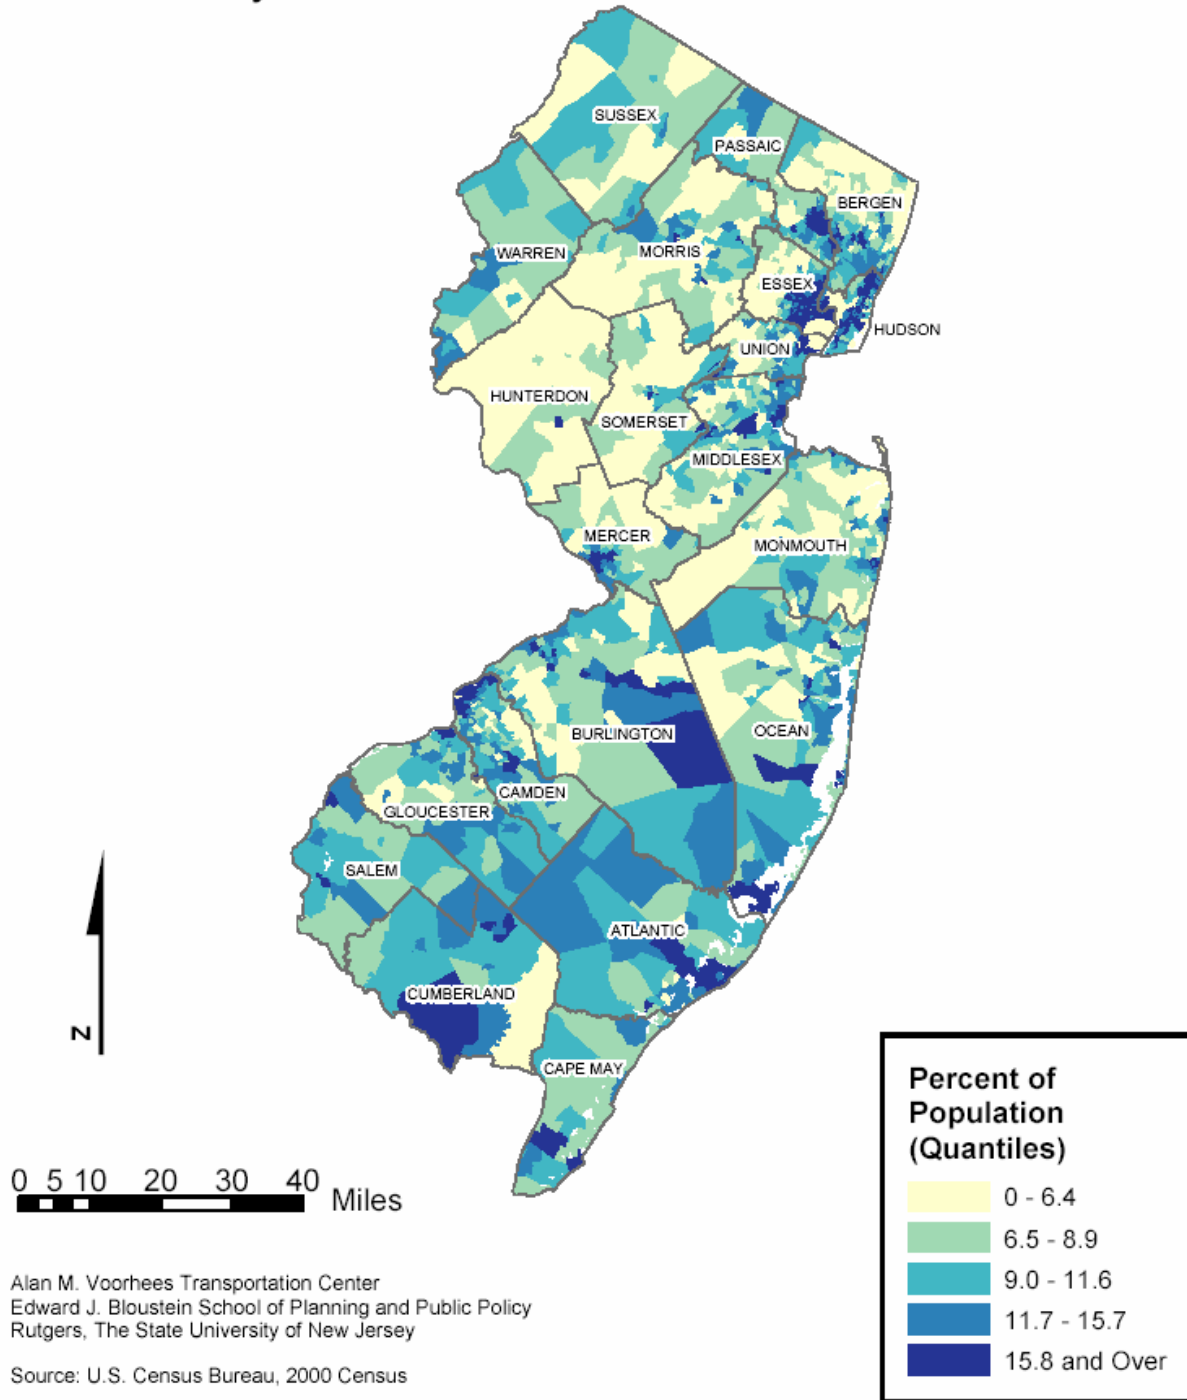 SUSSEX
PASSAIC
BERGEN
WARREN
MORRIS
ESSEX
HUDSON
UNION
HUNTERDON
SOMERSET
MIDDLESEX
MERCER
MONMOUTH
BURLINGTON
OCEAN
CAMDEN
GLOUCESTER
SALEM
ATLANTIC
CUMBERLAND
CAPE MAY
N
0 5 10 20 30 40 Miles
Percent of
Population
(Quantiles)
0 - 6.4
6.5 - 8.9
9.0 - 11.6
11.7 - 15.7
15.8 and Over
Alan M. Voorhees Transportation Center
Edward J. Bloustein School of Planning and Public Policy
Rutgers, The State University of New Jersey
Source: U.S. Census Bureau, 2000 Census